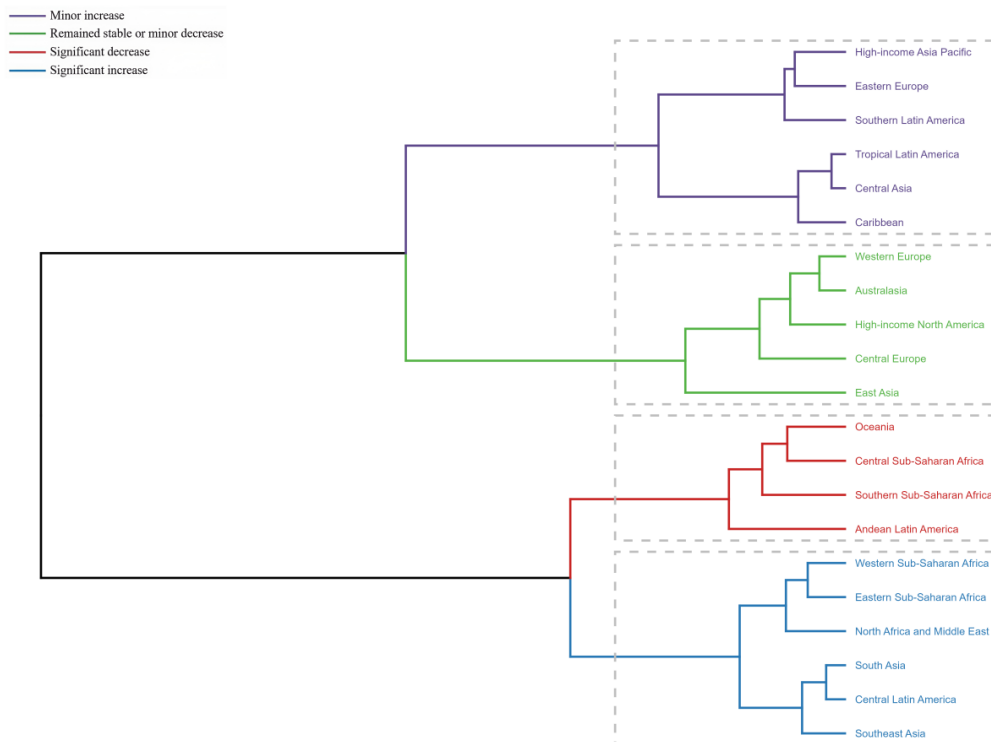 Minor increase
Remained stable or minor decrease
Significant decrease
Significant increase
High-income Asia Pacific
Eastern Europe
Southern Latin America
Tropical Latin America
Central Asia
Caribbean
Western Europe
Australasia
High-income North America
Central Europe
East Asia
Oceania
Central Sub-Saharan Africa
Southern Sub-Saharan Africa
Andean Latin America
Western Sub-Saharan Africa
Eastern Sub-Saharan Africa
North Africa and Middle East
South Asia
Central Latin America
Southeast Asia